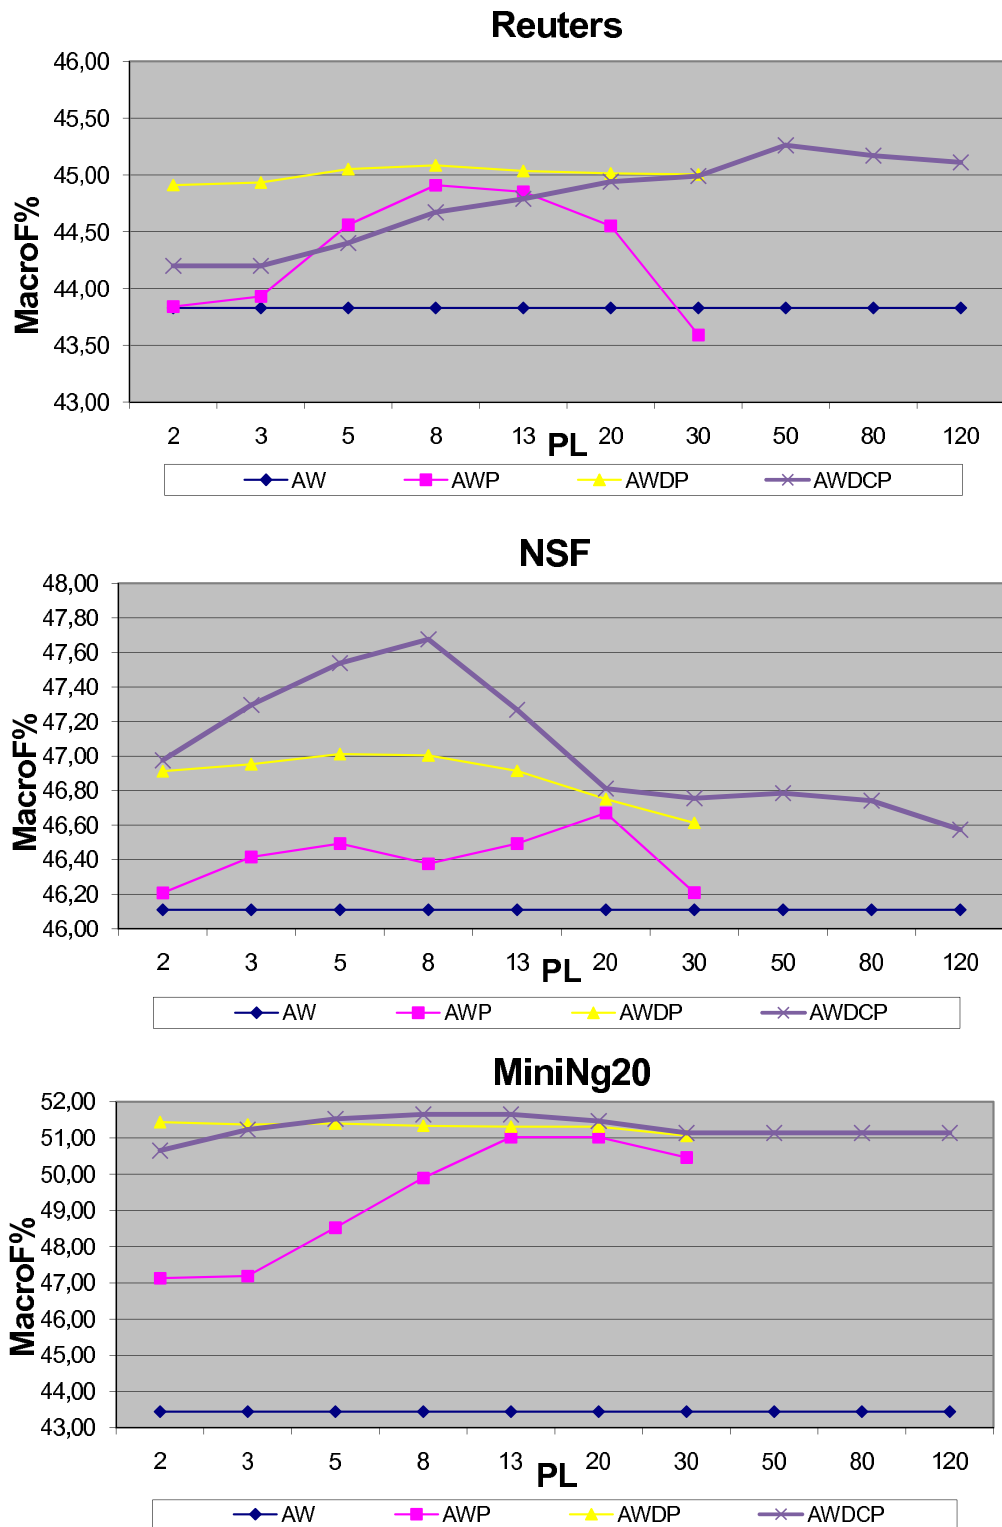 Reuters
46,00
45,50
45,00
44,50
44,00
43,50
43,00
MacroF%
2 3 5 8 13 20 30 50 80 120
PL
AW AWP AWDP AWDCP
NSF
48,00
47,80
47,60
47,40
47,20
47,00
46,80
46,60
46,40
46,20
46,00
MacroF%
2 3 5 8 13 20 30 50 80 120
PL
AW AWP AWDP AWDCP
MiniNg20
52,00
51,00
50,00
49,00
48,00
47,00
46,00
45,00
44,00
43,00
MacroF%
2 3 5 8 13 20 30 50 80 120
PL
AW AWP AWDP AWDCP